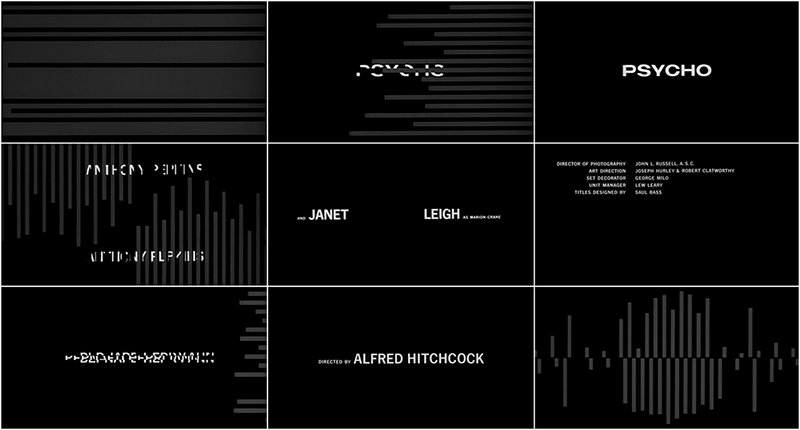 PSYCHO
PSYCHO
ANTHONY PERKINS
AND JANET LEIGH AS MARION CRANE
DIRECTOR OF PHOTOGRAPHY JOHN L. RUSSELL, A.S.C.
ART DIRECTION JOSEPH HURLEY & ROBERT CLATWORTHY
SET DECORATOR GEORGE MILO
UNIT MANAGER LEW LEARY
TITLES DESIGNED BY SAUL BASS
DIRECTED BY ALFRED HITCHCOCK